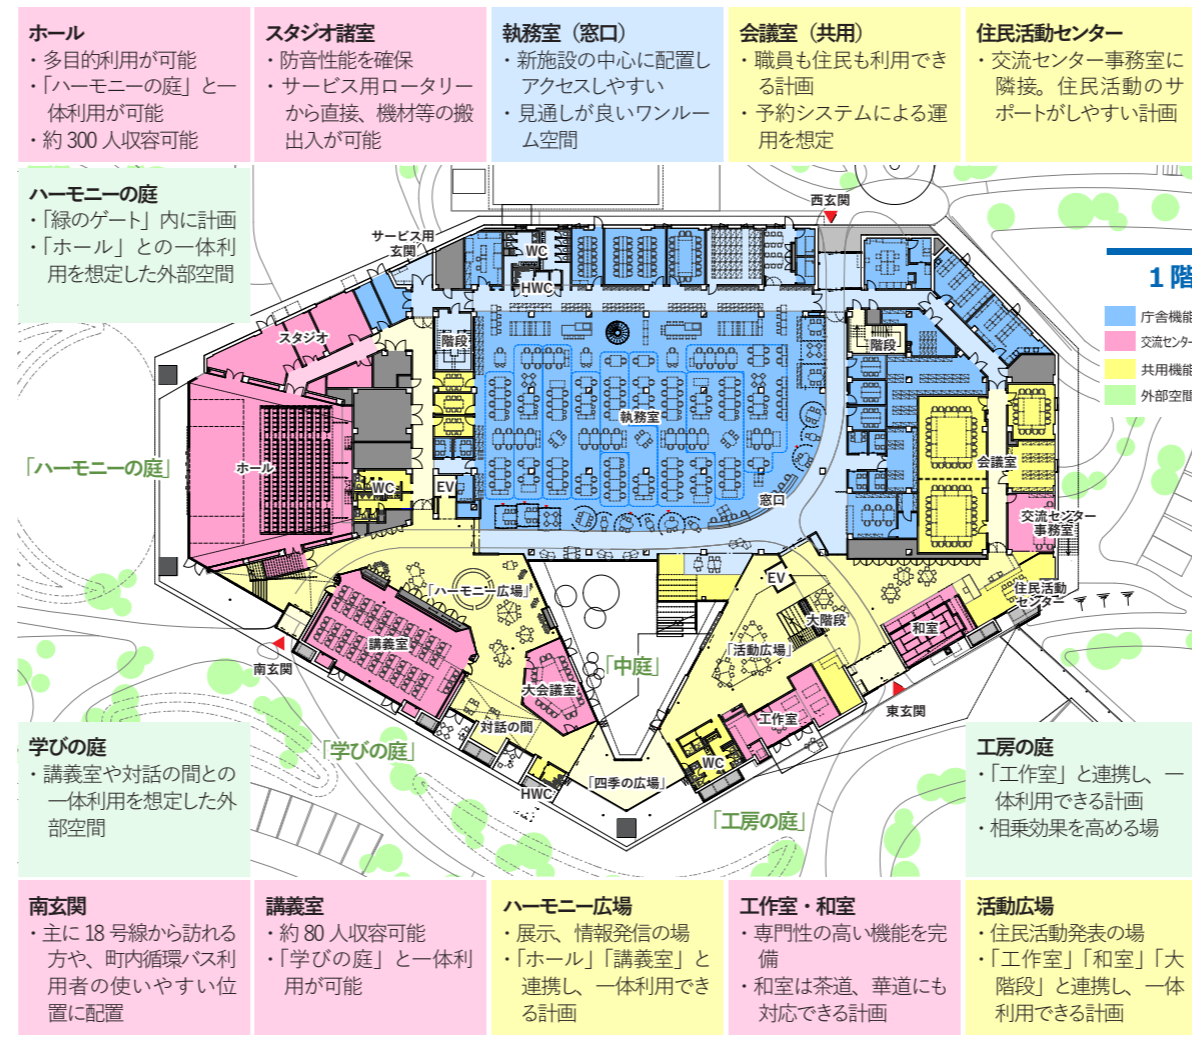 ホール
・多目的利用が可能
・「ハーモニーの庭」と一
体利用が可能
・約 300 人収容可能
スタジオ諸室
・防音性能を確保
・サービス用ロータリー
から直接、機材等の搬
出入が可能
執務室（窓口）
・新施設の中心に配置し
アクセスしやすい
・見通しが良いワンルー
ム空間
会議室（共用）
・職員も住民も利用でき
る計画
・予約システムによる運
用を想定
住民活動センター
・交流センター事務室に
隣接。住民活動のサ
ポートがしやすい計画
ハーモニーの庭
・「緑のゲート」内に計画
・「ホール」との一体利
用を想定した外部空間
西玄関
サービス用
玄関
WC
HWC
1 階
庁舎機能
交流センター
共用機能
外部空間
スタジオ
階段
階段
執務室
「ハーモニーの庭」
ホール
WC
EV
窓口
会議室
交流センター
事務室
「ハーモニー広場」
EV
大階段
住民活動
センター
講義室
和室
「活動広場」
南玄関
「中庭」
大会議室
東玄関
対話の間
工作室
「学びの庭」
WC
HWC
「四季の広場」
「工房の庭」
学びの庭
・講義室や対話の間との
一体利用を想定した外
部空間
工房の庭
・「工作室」と連携し、一
体利用できる計画
・相乗効果を高める場
南玄関
・主に 18 号線から訪れる
方や、町内循環バス利
用者の使いやすい位
置に配置
講義室
・約 80 人収容可能
・「学びの庭」と一体利
用が可能
ハーモニー広場
・展示、情報発信の場
・「ホール」「講義室」と
連携し、一体利用でき
る計画
工作室・和室
・専門性の高い機能を完
備
・和室は茶道、華道にも
対応できる計画
活動広場
・住民活動発表の場
・「工作室」「和室」「大
階段」と連携し、一体
利用できる計画